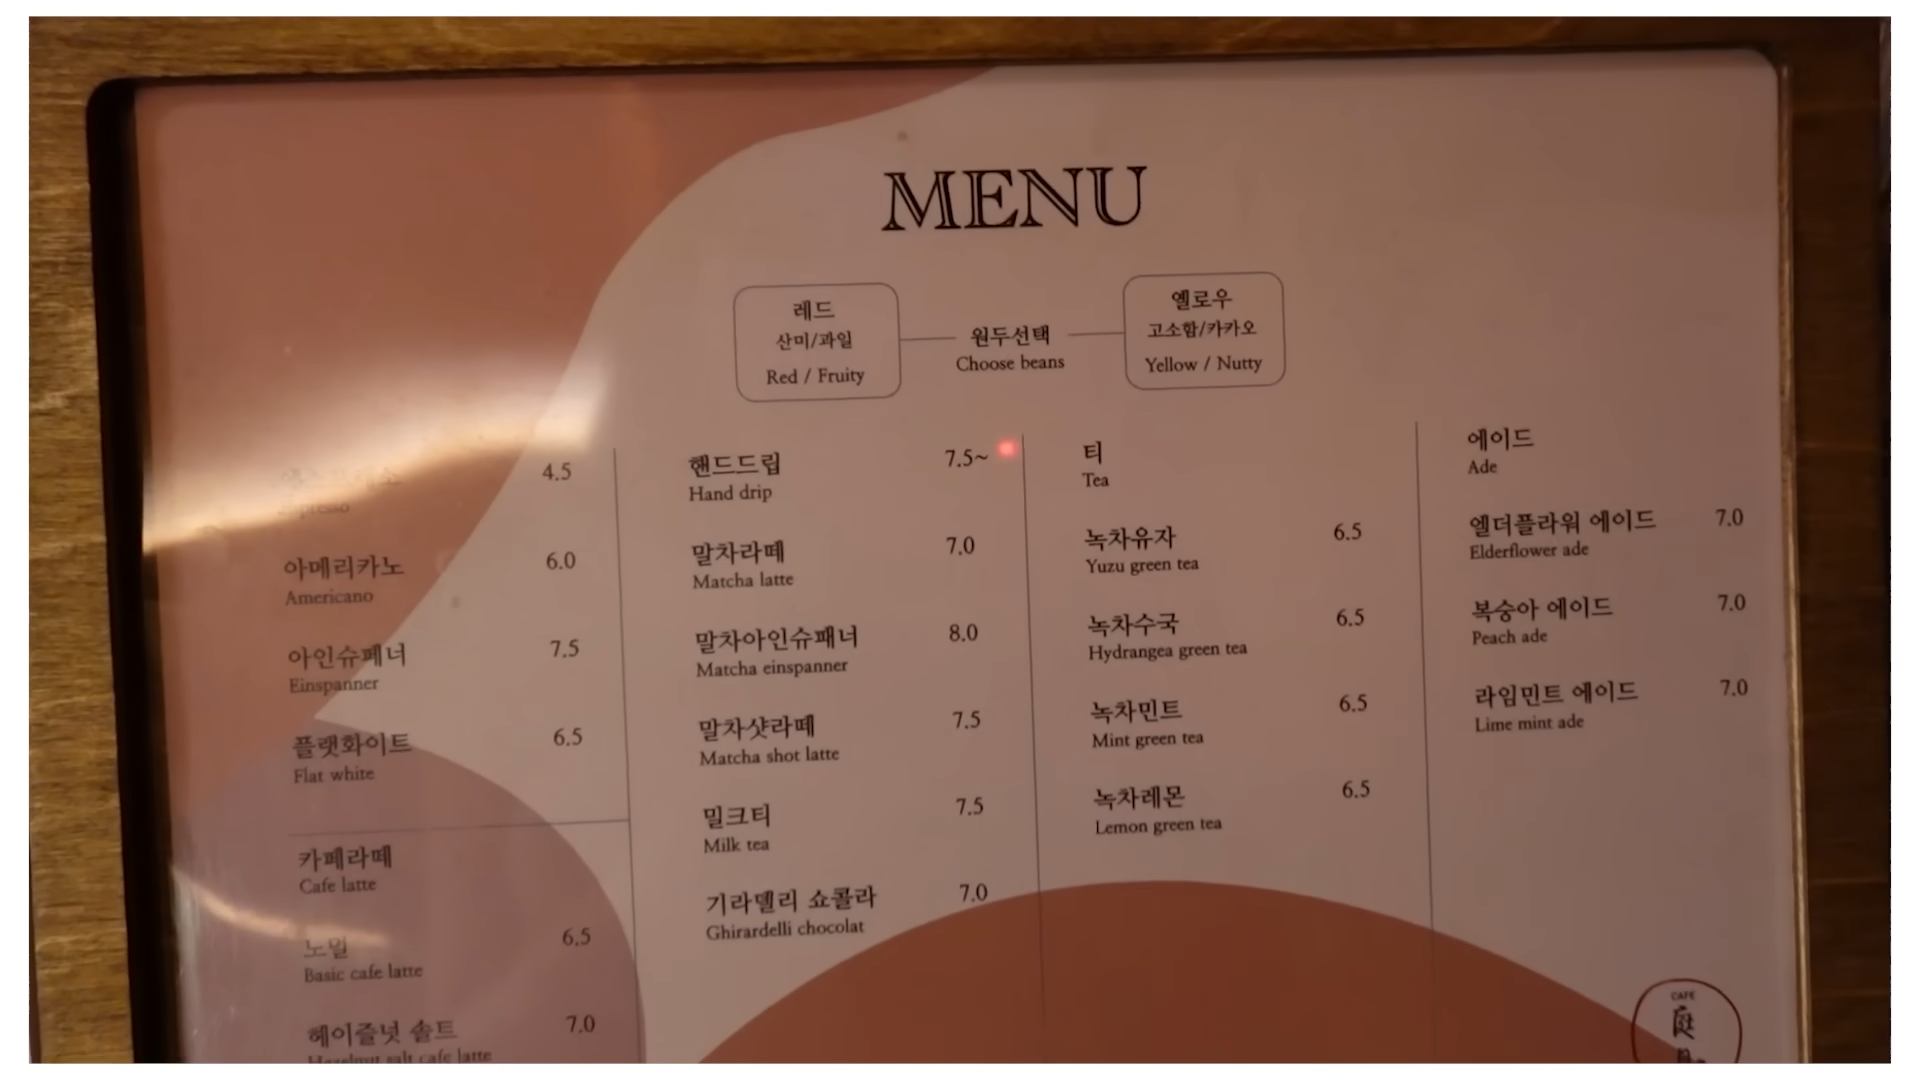 MENU
레드
산미/과일
Red / Fruity
원두선택
Choose beans
옐로우
고소함/카카오
Yellow / Nutty
4.5
아메리카노 6.0
Americano
아인슈페너 7.5
Einspanner
플랫화이트 6.5
Flat white
카페라떼
Cafe latte
6.5
Basic cafe latte
헤이즐넛 솔트 7.0
Hazelnut salt cafe latte
핸드드립 7.5~
Hand drip
말차라떼 7.0
Matcha latte
말차아인슈패너 8.0
Matcha einspanner
말차샷라떼 7.5
Matcha shot latte
밀크티 7.5
Milk tea
기라델리 쇼콜라 7.0
Ghirardelli chocolat
티
Tea
녹차유자 6.5
Yuzu green tea
녹차수국 6.5
Hydrangea green tea
녹차민트 6.5
Mint green tea
녹차레몬 6.5
Lemon green tea
에이드
Ade
엘더플라워 에이드 7.0
Elderflower ade
복숭아 에이드 7.0
Peach ade
라임민트 에이드 7.0
Lime mint ade
CAFE
庭